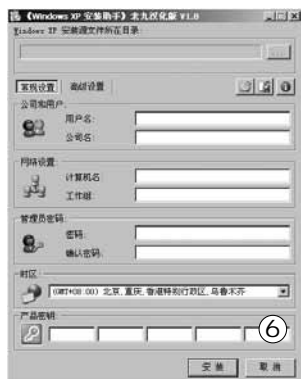 《Windows XP 安装助手》未九汉化版 V1.0
Windows XP 安装源文件所在目录:
常规设置 高级设置
公司和用户:
用户名:
公司名:
网络设置:
计算机名
工作组:
管理员密码:
密码:
确认密码:
时区
(GMT+08:00) 北京,重庆,香港特别行政区,乌鲁木齐
产品密钥:
⑥
安装 取消